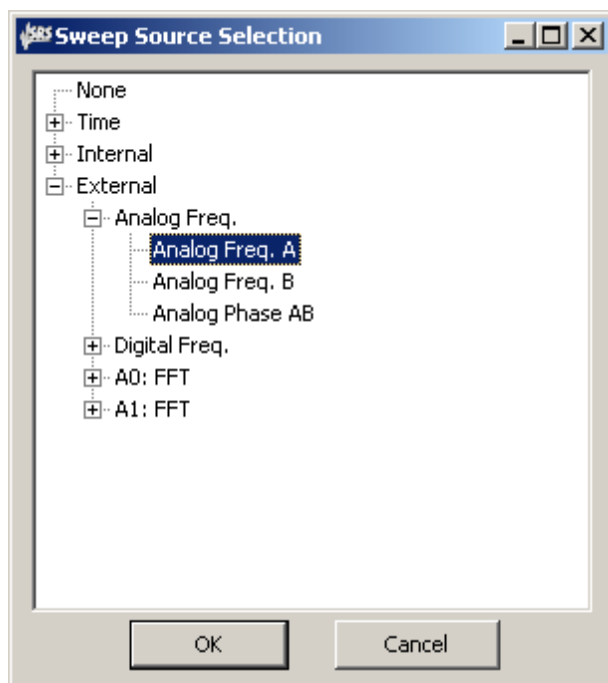 SRS Sweep Source Selection
None
Time
Internal
External
Analog Freq.
Analog Freq. A
Analog Freq. B
Analog Phase AB
Digital Freq.
A0: FFT
A1: FFT
OK Cancel